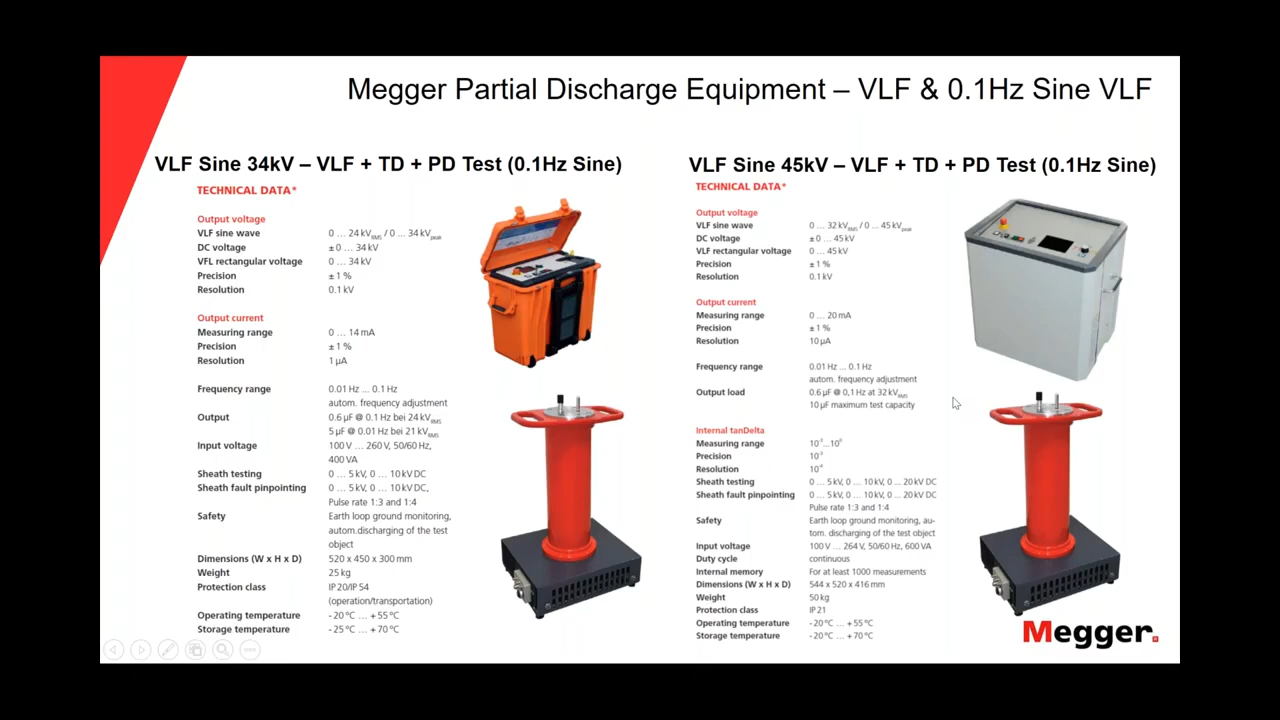 Megger Partial Discharge Equipment – VLF & 0.1Hz Sine VLF
VLF Sine 34kV – VLF + TD + PD Test (0.1Hz Sine)
TECHNICAL DATA*
Output voltage
VLF sine wave 0 … 24 kVRMS / 0 … 34 kVpeak
DC voltage ± 0 … 34 kV
VFL rectangular voltage 0 … 34 kV
Precision ± 1 %
Resolution 0.1 kV
Output current
Measuring range 0 … 14 mA
Precision ± 1 %
Resolution 1 µA
Frequency range 0.01 Hz … 0.1 Hz
autom. frequency adjustment
Output 0.6 µF @ 0.1 Hz bei 24 kVRMS
5 µF @ 0.01 Hz bei 21 kVRMS
Input voltage 100 V … 260 V, 50/60 Hz,
400 VA
Sheath testing 0 … 5 kV, 0 … 10 kV DC
Sheath fault pinpointing 0 … 5 kV, 0 … 10 kV DC,
Pulse rate 1:3 and 1:4
Safety Earth loop ground monitoring,
autom.discharging of the test
object
Dimensions (W x H x D) 520 x 450 x 300 mm
Weight 25 kg
Protection class IP 20/IP 54
(operation/transportation)
Operating temperature - 20 °C … + 55 °C
Storage temperature - 25 °C … + 70 °C
VLF Sine 45kV – VLF + TD + PD Test (0.1Hz Sine)
TECHNICAL DATA*
Output voltage
VLF sine wave 0 … 32 kVRMS / 0 … 45 kVpeak
DC voltage ± 0 … 45 kV
VLF rectangular voltage 0 … 45 kV
Precision ± 1 %
Resolution 0.1 kV
Output current
Measuring range 0 … 20 mA
Precision ± 1 %
Resolution 10 µA
Frequency range 0.01 Hz … 0.1 Hz
autom. frequency adjustment
Output load 0.6 µF @ 0,1 Hz at 32 kVRMS
10 µF maximum test capacity
Internal tanDelta
Measuring range
Precision 10⁻³
Resolution 10⁻⁴
Sheath testing 0 … 5 kV, 0 … 10 kV, 0 … 20 kV DC
Sheath fault pinpointing 0 … 5 kV, 0 … 10 kV, 0 … 20 kV DC
Pulse rate 1:3 and 1:4
Safety Earth loop ground monitoring, au-
tom. discharging of the test object
Input voltage 100 V … 264 V, 50/60 Hz, 600 VA
Duty cycle continuous
Internal memory For at least 1000 measurements
Dimensions (W x H x D) 544 x 520 x 416 mm
Weight 50 kg
Protection class IP 21
Operating temperature - 20 °C … + 55 °C
Storage temperature - 20 °C … + 70 °C
Megger.